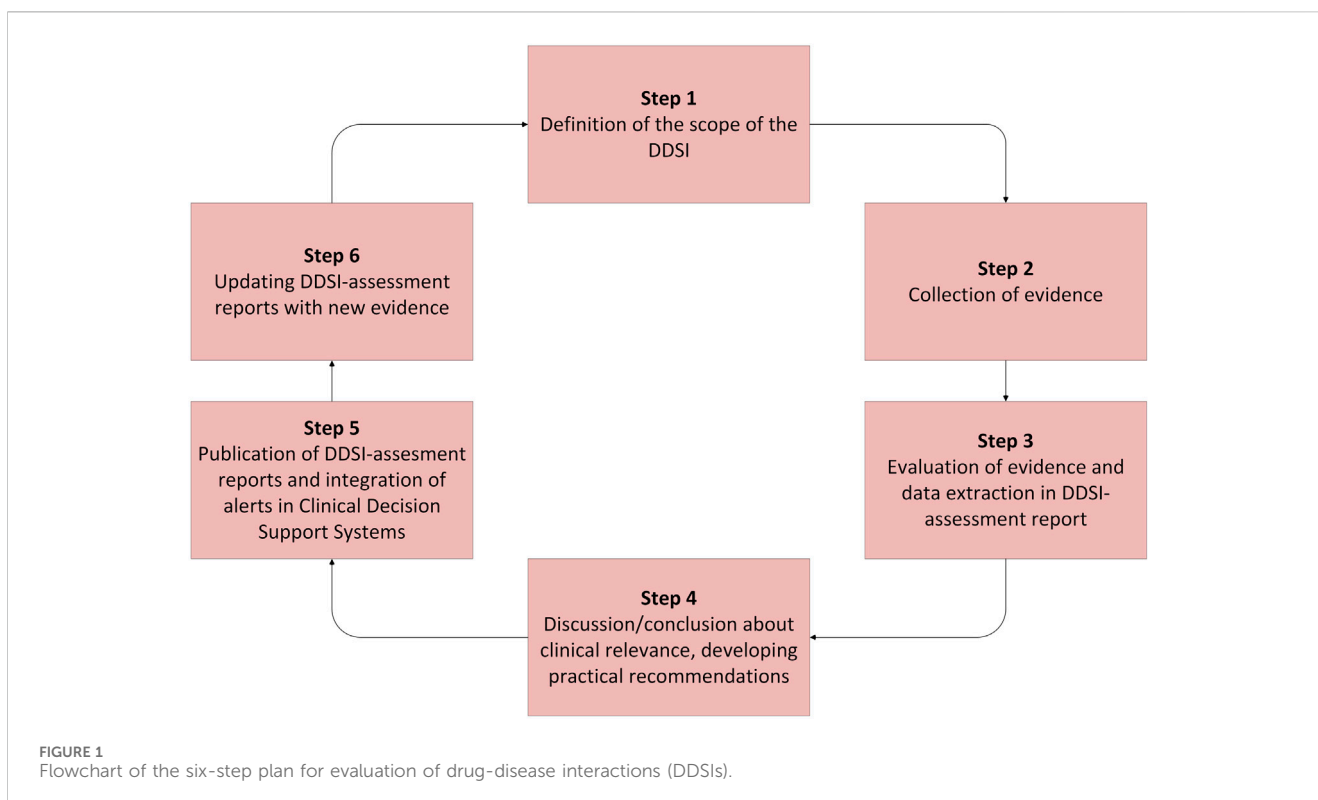 Step 1
Definition of the scope of the
DDSI
Step 2
Collection of evidence
Step 3
Evaluation of evidence and
data extraction in DDSI-
assessment report
Step 4
Discussion/conclusion about
clinical relevance, developing
practical recommendations
Step 5
Publication of DDSI-assesment
reports and integration of
alerts in Clinical Decision
Support Systems
Step 6
Updating DDSI-assessment
reports with new evidence
FIGURE 1
Flowchart of the six-step plan for evaluation of drug-disease interactions (DDSIs).